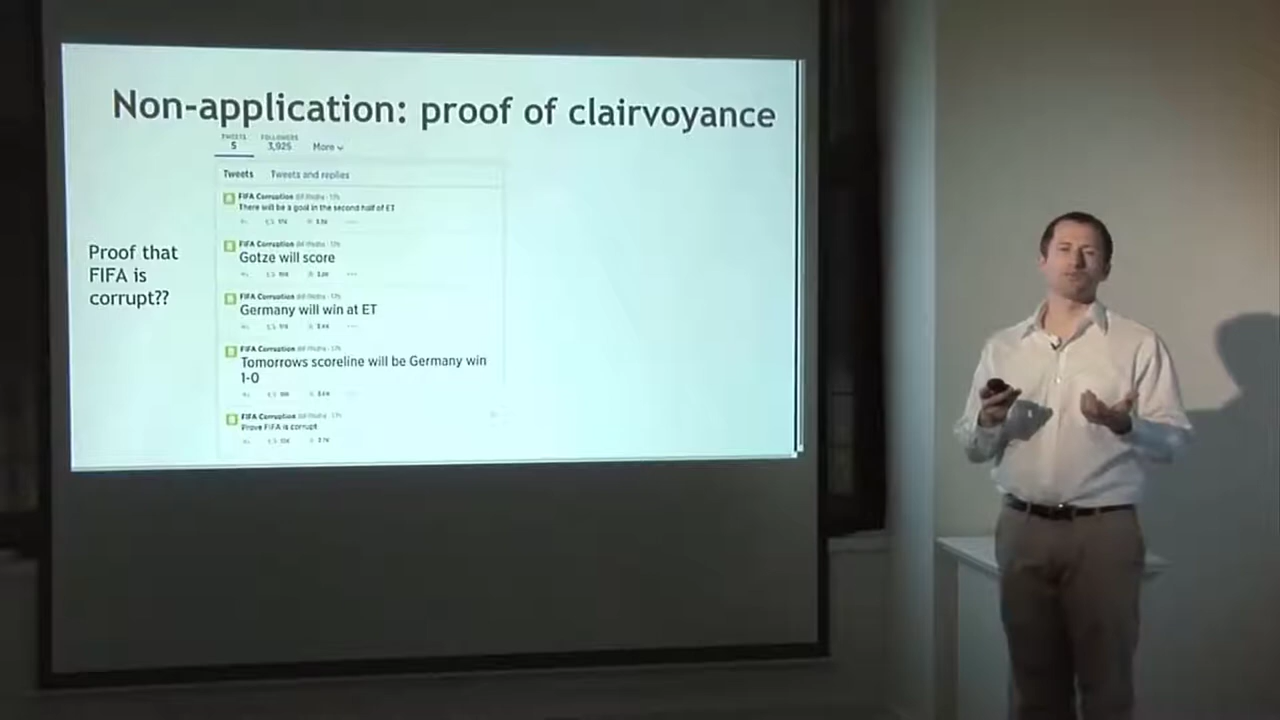 Non-application: proof of clairvoyance
TWEETS
FOLLOWERS
5
3,925
More
Tweets
Tweets and replies
FIFA Corruption
There will be a goal in the second half of ET
Proof that
FIFA is
corrupt??
FIFA Corruption
Gotze will score
FIFA Corruption
Germany will win at ET
FIFA Corruption
Tomorrows scoreline will be Germany win
1-0
FIFA Corruption
Prove FIFA is corrupt